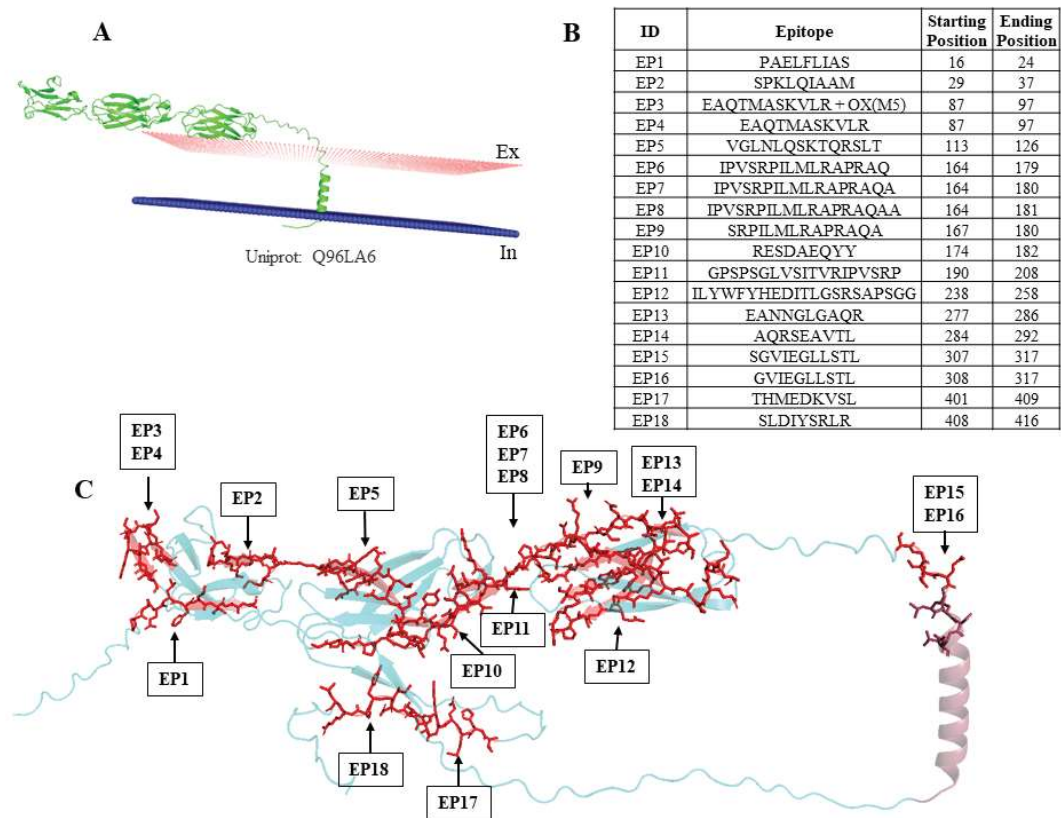 A
Ex
In
Uniprot: Q96LA6
B
ID Epitope Starting Position Ending Position
EP1 PAELFLIAS 16 24
EP2 SPKLQIAAM 29 37
EP3 EAQTMASKVLR + OX(M5) 87 97
EP4 EAQTMASKVLR 87 97
EP5 VGLNLQSKTQRSLT 113 126
EP6 IPVSRPILMLRAPRAQ 164 179
EP7 IPVSRPILMLRAPRAQA 164 180
EP8 IPVSRPILMLRAPRAQAA 164 181
EP9 SRPILMLRAPRAQA 167 180
EP10 RESDAEQYY 174 182
EP11 GPSPSGLVSITVRIPVSRP 190 208
EP12 ILYWFYHEDITLGSRSAPSGG 238 258
EP13 EANNGLGAQR 277 286
EP14 AQRSEAVTL 284 292
EP15 SGVIEGLLSTL 307 317
EP16 GVIEGLLSTL 308 317
EP17 THMEDKVSL 401 409
EP18 SLDIYSRLR 408 416
C
EP3
EP4
EP2
EP5
EP6
EP7
EP8
EP9
EP13
EP14
EP15
EP16
EP1
EP10
EP11
EP12
EP18
EP17